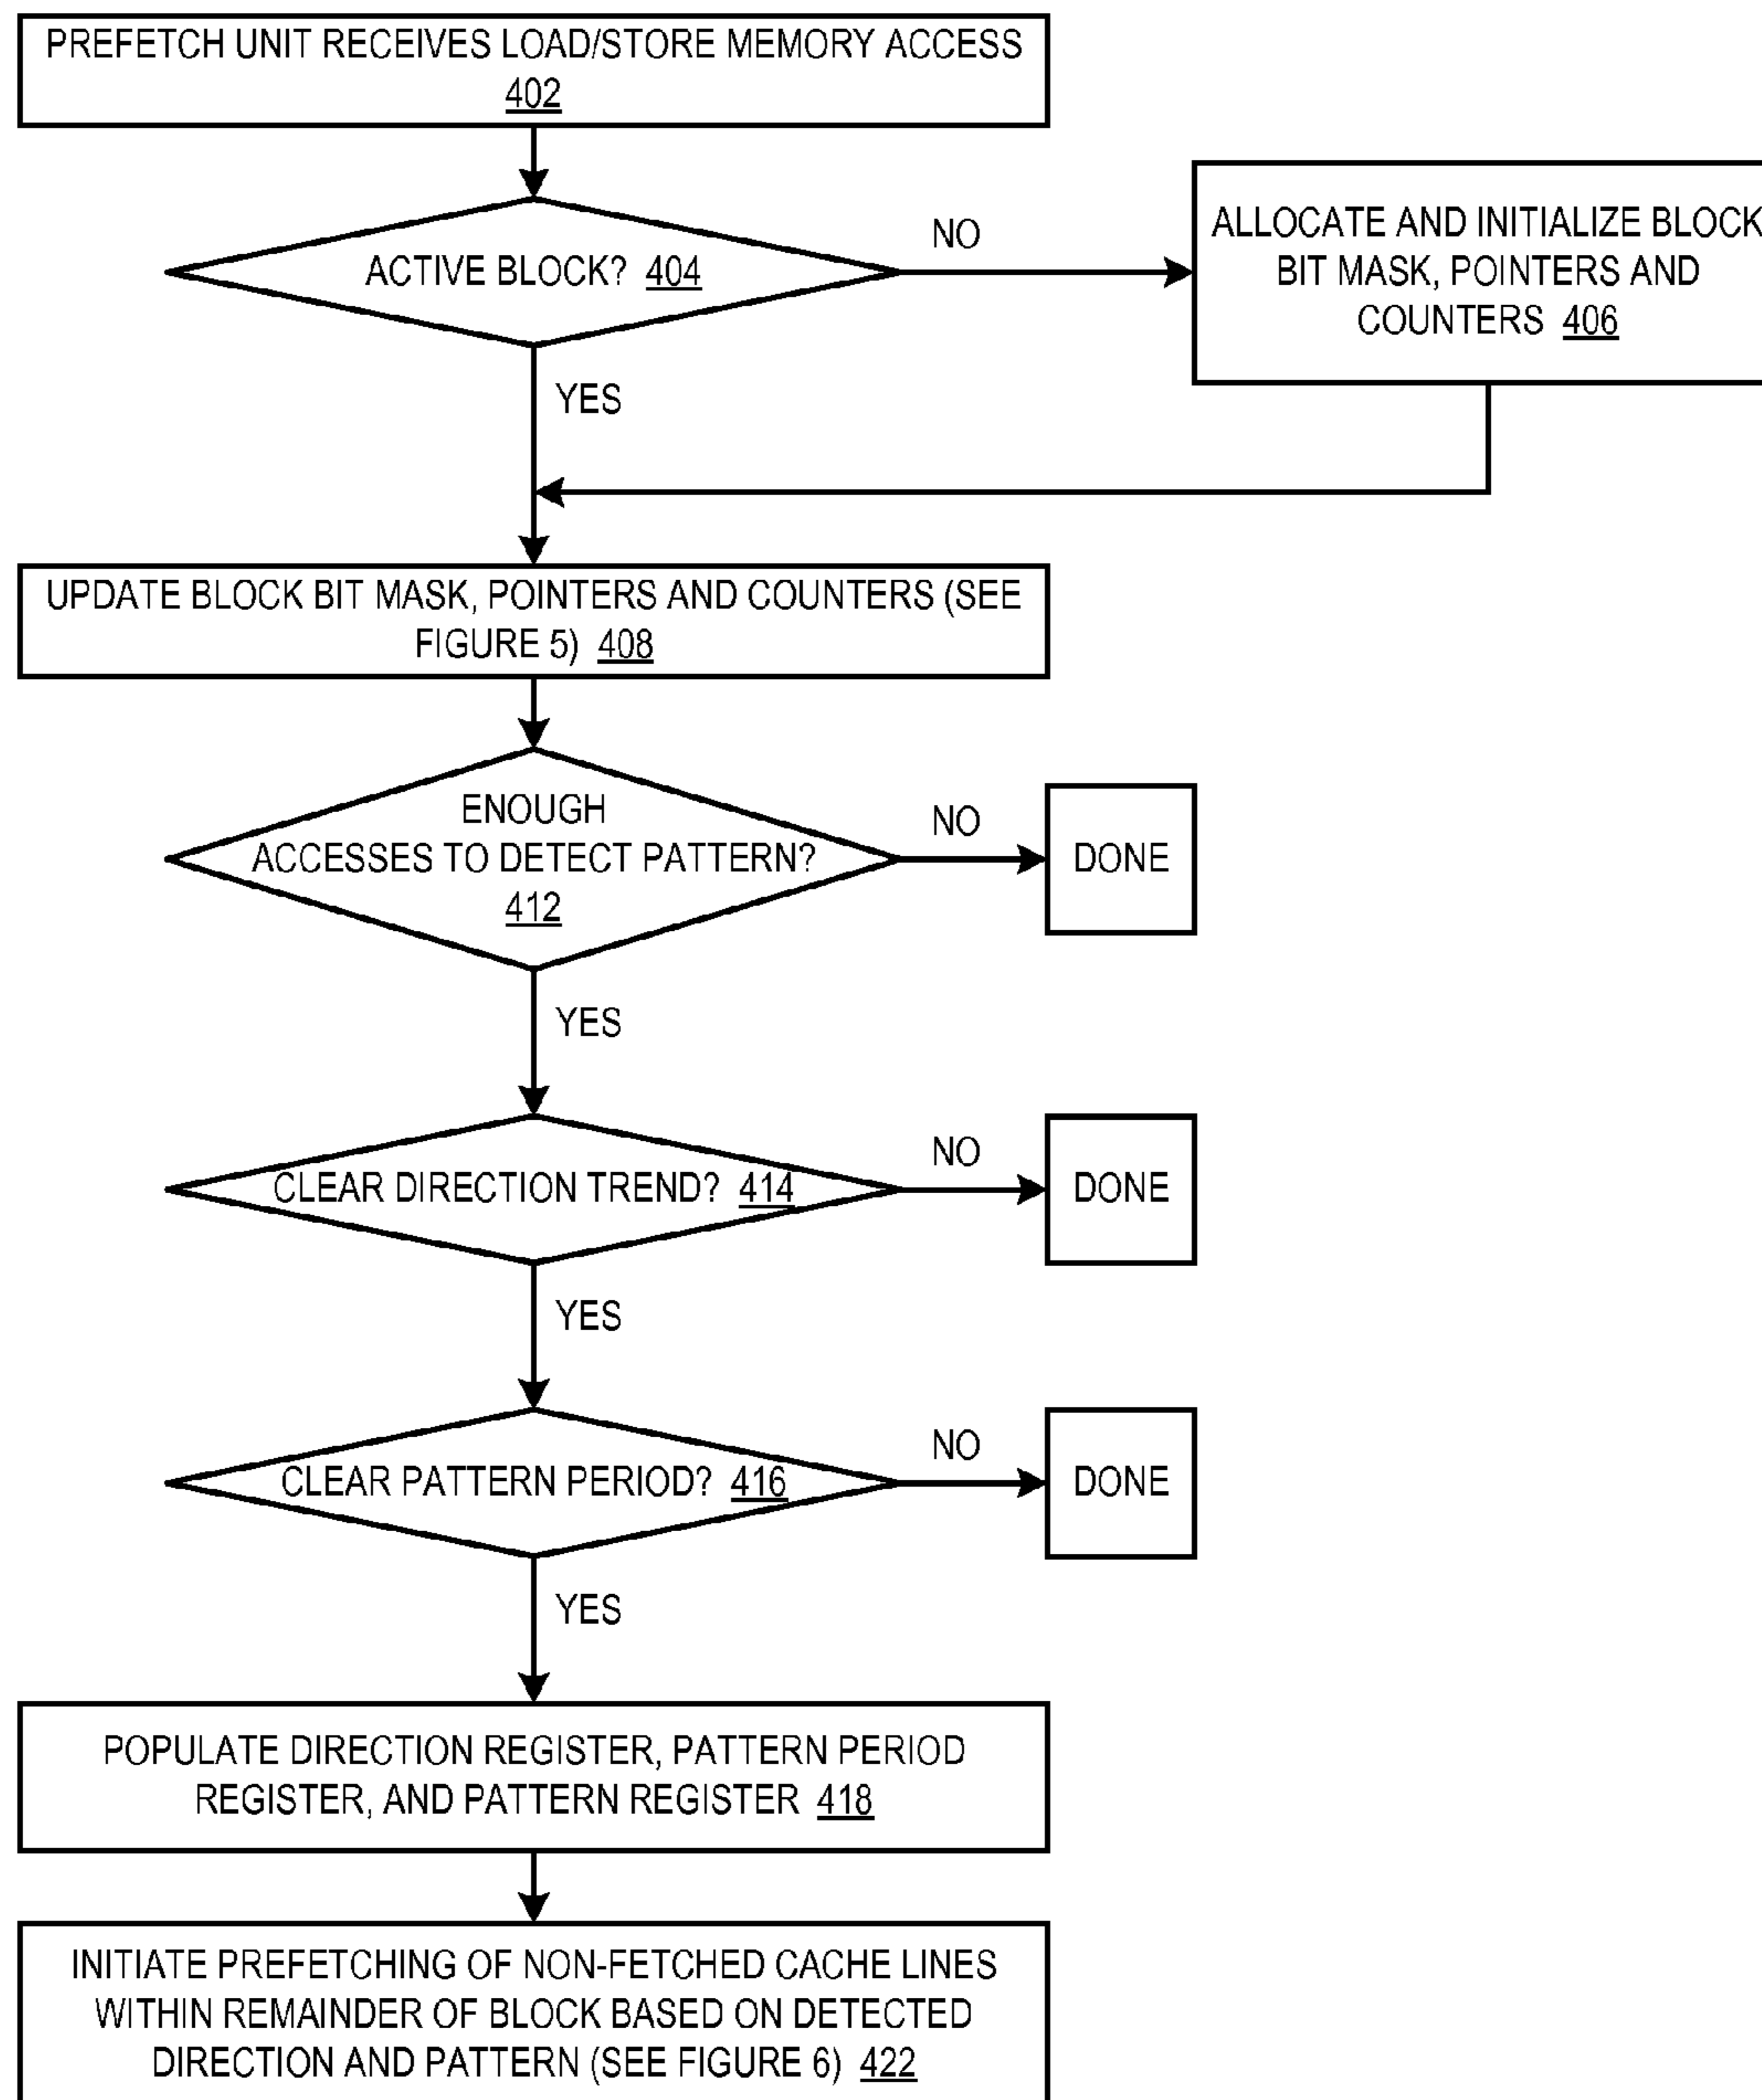 PREFETCH UNIT RECEIVES LOAD/STORE MEMORY ACCESS
402
ACTIVE BLOCK? 404
NO
ALLOCATE AND INITIALIZE BLOCK
BIT MASK, POINTERS AND
COUNTERS 406
YES
UPDATE BLOCK BIT MASK, POINTERS AND COUNTERS (SEE
FIGURE 5) 408
ENOUGH
ACCESSES TO DETECT PATTERN?
412
NO
DONE
YES
CLEAR DIRECTION TREND? 414
NO
DONE
YES
CLEAR PATTERN PERIOD? 416
NO
DONE
YES
POPULATE DIRECTION REGISTER, PATTERN PERIOD
REGISTER, AND PATTERN REGISTER 418
INITIATE PREFETCHING OF NON-FETCHED CACHE LINES
WITHIN REMAINDER OF BLOCK BASED ON DETECTED
DIRECTION AND PATTERN (SEE FIGURE 6) 422